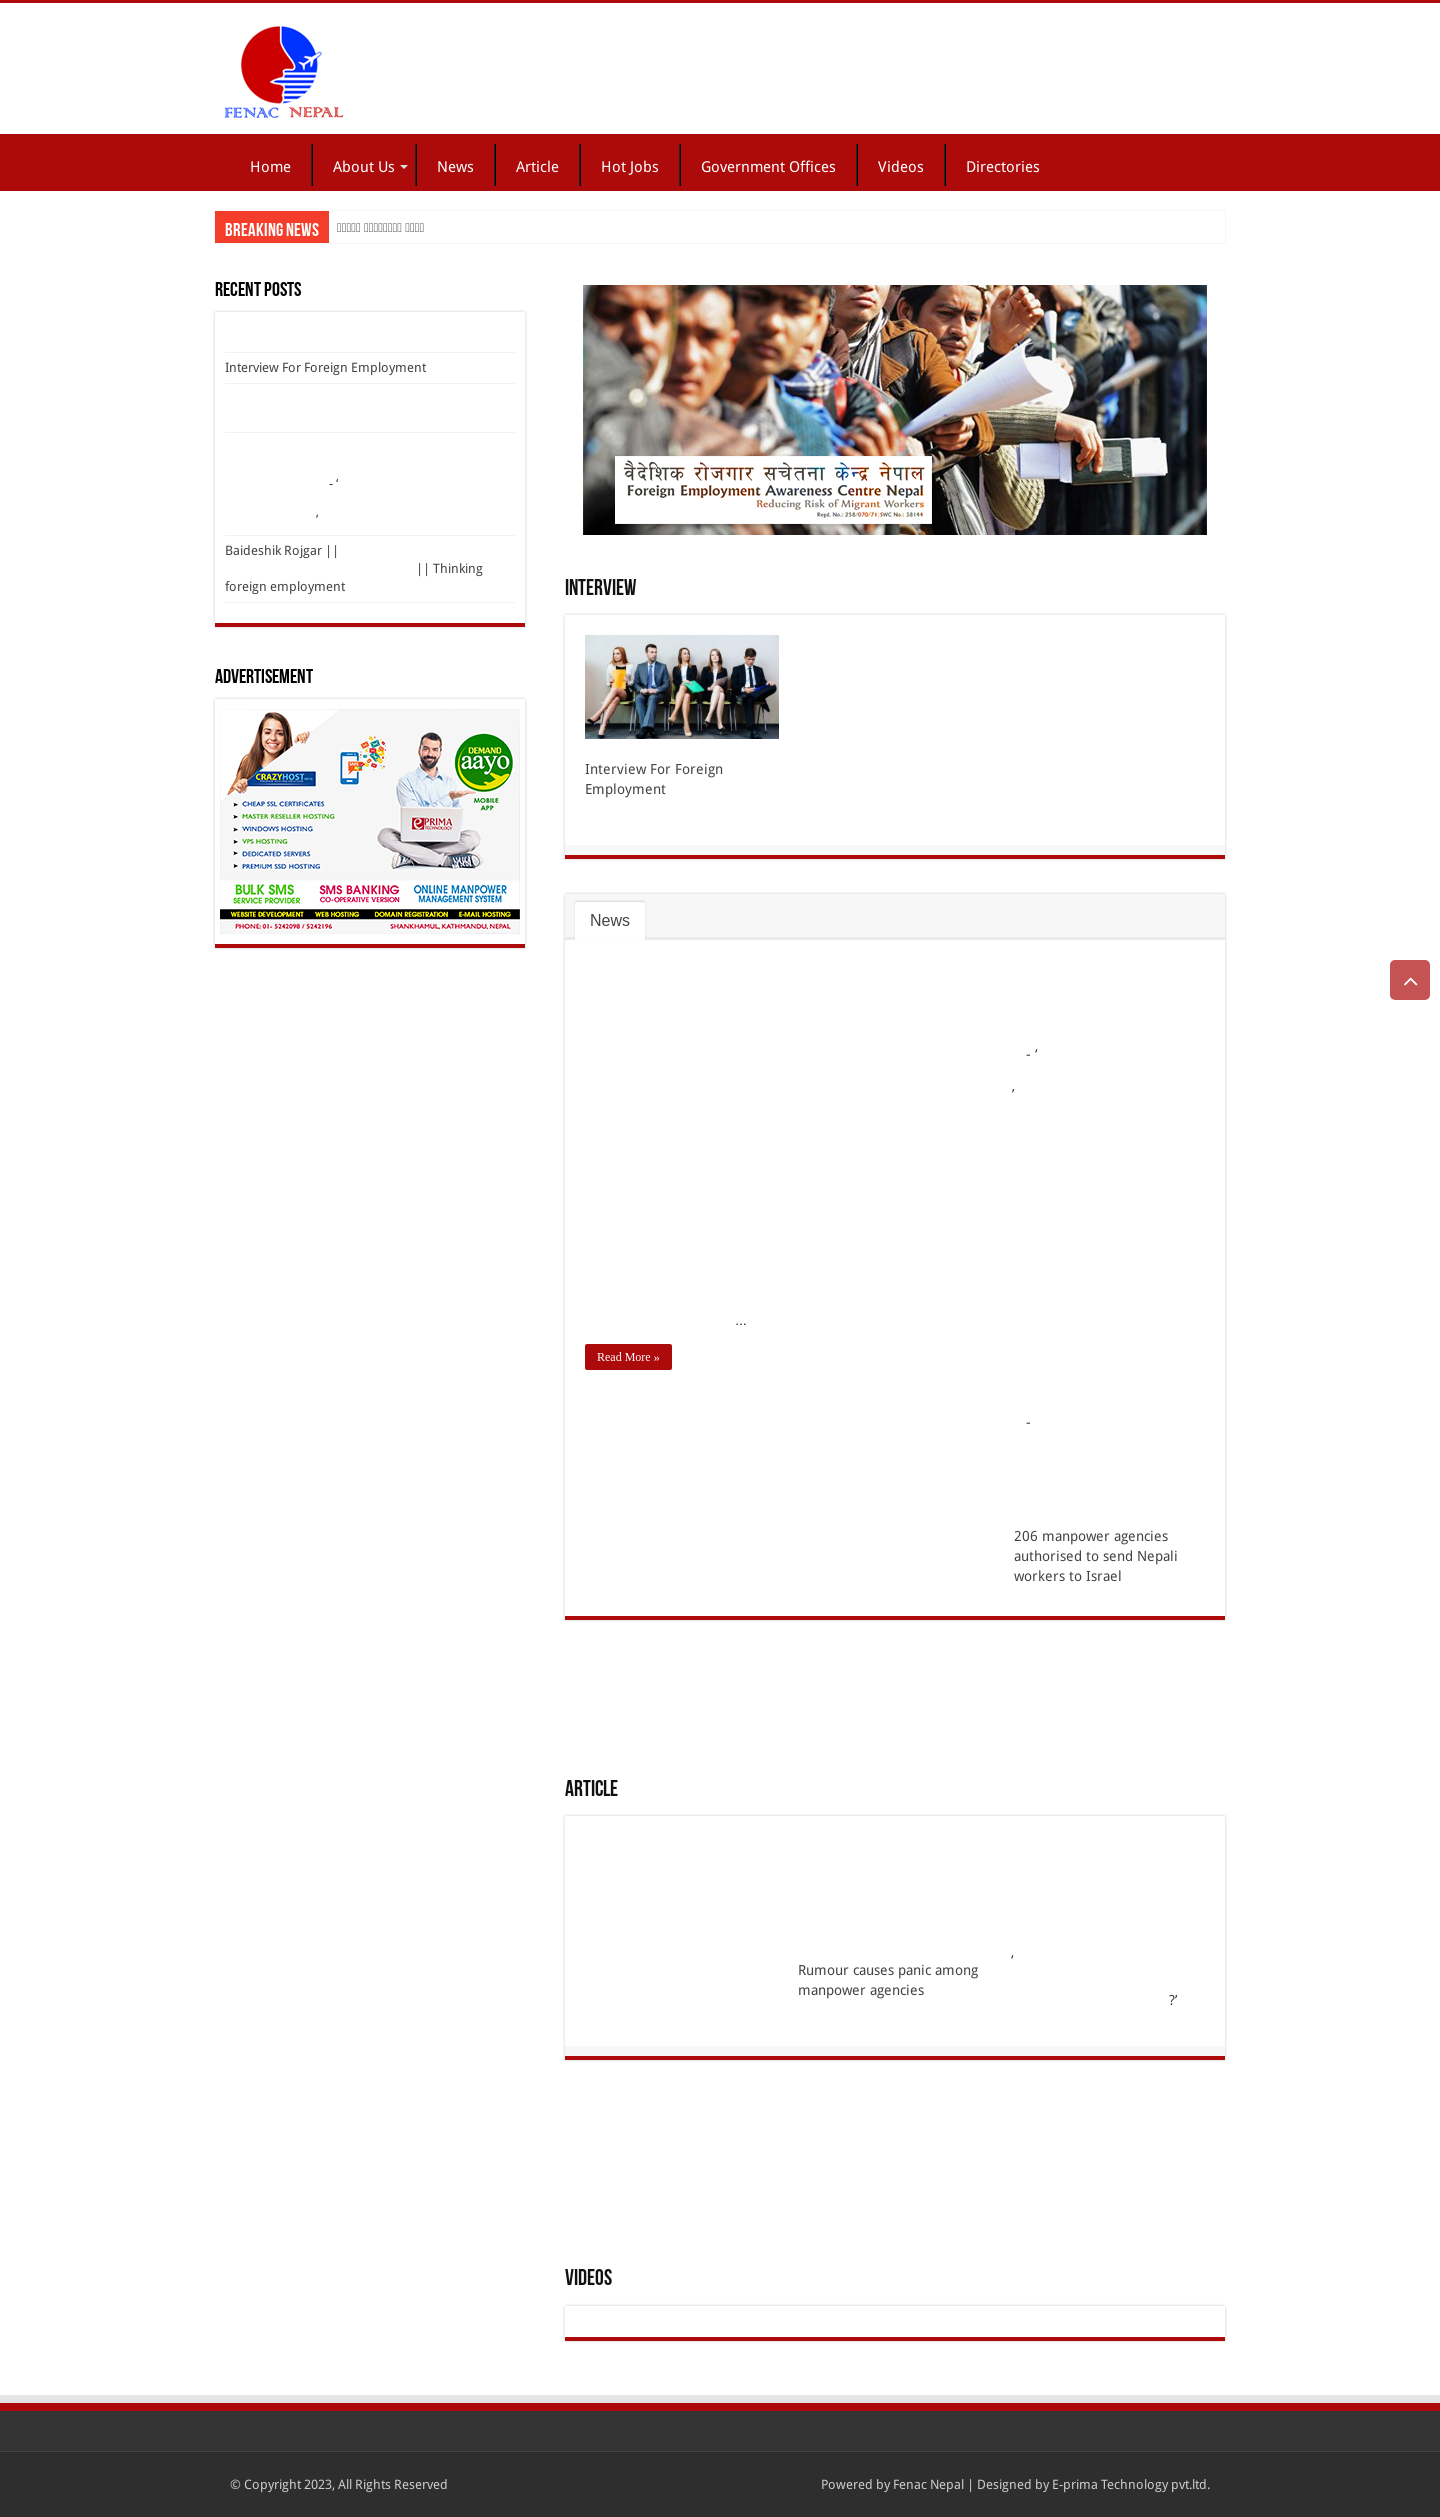 FENAC NEPAL
Home
About Us
News
Article
Hot Jobs
Government Offices
Videos
Directories
BREAKING NEWS
RECENT POSTS
Interview For Foreign Employment
- ‘
’
Baideshik Rojgar ||
|| Thinking
foreign employment
ADVERTISEMENT
CRAZYHOST
CHEAP SSL CERTIFICATES
MASTER RESELLER HOSTING
WINDOWS HOSTING
VPS HOSTING
DEDICATED SERVERS
PREMIUM SSD HOSTING
DEMAND
aayo
MOBILE
APP
ePRIMA
TECHNOLOGY
BULK SMS
SERVICE PROVIDER
SMS BANKING
CO-OPERATIVE VERSION
ONLINE MANPOWER
MANAGEMENT SYSTEM
WEBSITE DEVELOPMENT WEB HOSTING DOMAIN REGISTRATION E-MAIL HOSTING
PHONE: 01- 5242098 / 5242196 SHANKHAMUL, KATHMANDU, NEPAL
वैदेशिक रोजगार सचेतना केन्द्र नेपाल
Foreign Employment Awareness Centre Nepal
Reducing Risk of Migrant Workers
Regd. No.: 258/070/71|SWC No.: 38144
INTERVIEW
Interview For Foreign
Employment
News
- ‘
’
...
Read More »
-
206 manpower agencies
authorised to send Nepali
workers to Israel
ARTICLE
Rumour causes panic among
manpower agencies
‘
?’
VIDEOS
© Copyright 2023, All Rights Reserved
Powered by Fenac Nepal | Designed by E-prima Technology pvt.ltd.